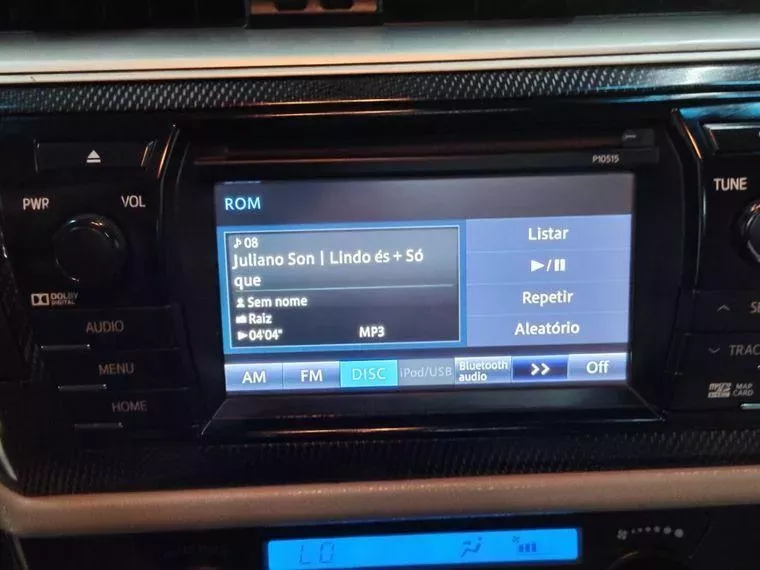 P10515
PWR
VOL
TUNE
ROM
08
Juliano Son | Lindo és + Só
que
Sem nome
Raiz
04'04"
MP3
Listar
Repetir
Aleatório
DOLBY
DIGITAL
AUDIO
MENU
HOME
AM
FM
DISC
iPod/USB
Bluetooth
audio
>>
Off
TRAC
MAP
CARD
LO